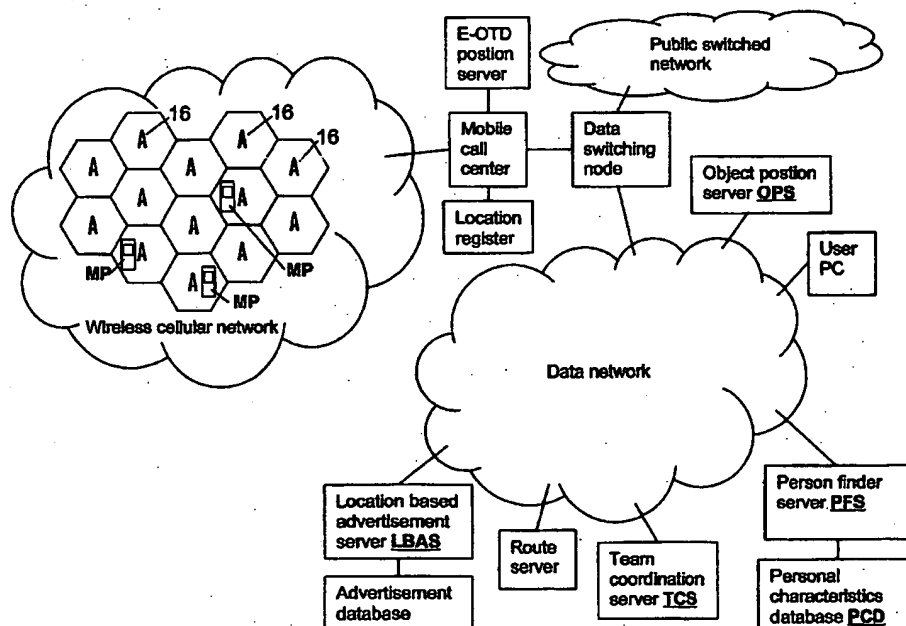 E-OTD
postion
server
Public switched
network
16
16
16
A
A
A
A
A
A
A
A
A
A
A
A
A
A
Mobile
call
center
Data
switching
node
Object postion
server OPS
Location
register
User
PC
MP
MP
MP
Wireless cellular network
Data network
Location based
advertisement
server LBAS
Advertisement
database
Route
server
Team
coordination
server TCS
Person finder
server PFS
Personal
characteristics
database PCD